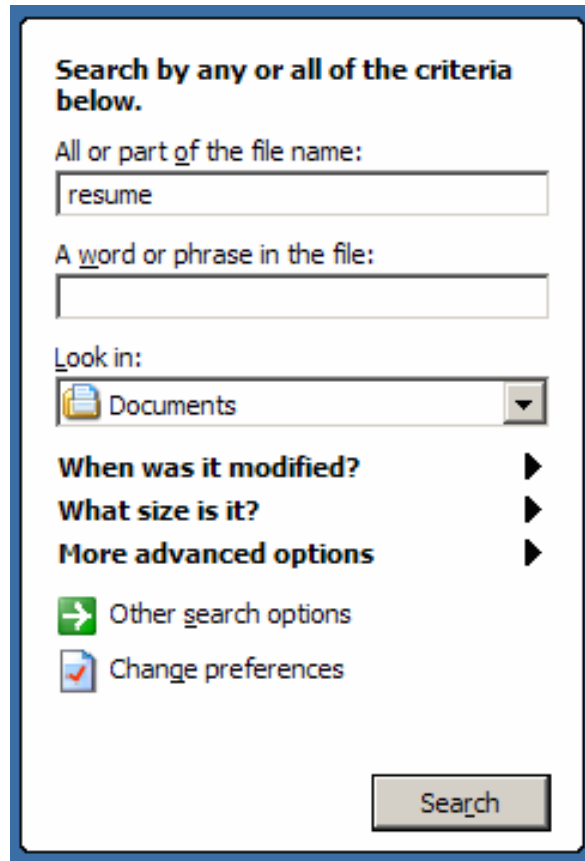 Search by any or all of the criteria
below.
All or part of the file name:
resume
A word or phrase in the file:
Look in:
Documents
When was it modified?
What size is it?
More advanced options
Other search options
Change preferences
Search